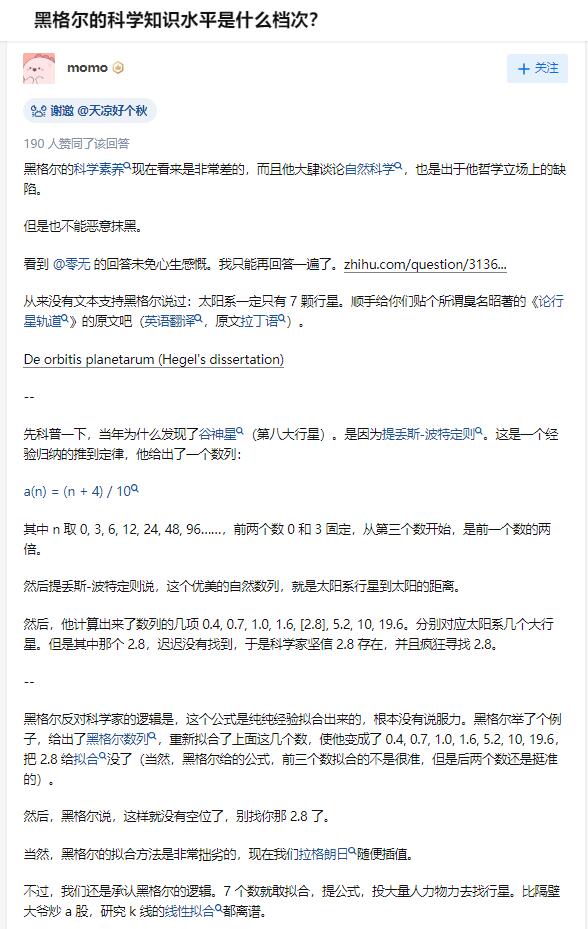 黑格尔的科学知识水平是什么档次？
momo
+ 关注
谢邀 @天凉好个秋
190 人赞同了该回答
黑格尔的科学素养现在看来是非常差的，而且他大肆谈论自然科学，也是出于他哲学立场上的缺
陷。
但是也不能恶意抹黑。
看到 @零无 的回答未免心生感慨。我只能再回答一遍了。zhihu.com/question/3136...
从来没有文本支持黑格尔说过：太阳系一定只有 7 颗行星。顺手给你们贴个所谓臭名昭著的《论行
星轨道》的原文吧（英语翻译，原文拉丁语）。
De orbitis planetarum (Hegel's dissertation)
--
先科普一下，当年为什么发现了谷神星（第八大行星）。是因为提丢斯-波特定则。这是一个经
验归纳的推到定律，他给出了一个数列：
a(n) = (n + 4) / 10
其中 n 取 0, 3, 6, 12, 24, 48, 96......，前两个数 0 和 3 固定，从第三个数开始，是前一个数的两
倍。
然后提丢斯-波特定则说，这个优美的自然数列，就是太阳系行星到太阳的距离。
然后，他计算出来了数列的几项 0.4, 0.7, 1.0, 1.6, [2.8], 5.2, 10, 19.6。分别对应太阳系几个大行
星。但是其中那个 2.8，迟迟没有找到，于是科学家坚信 2.8 存在，并且疯狂寻找 2.8。
--
黑格尔反对科学家的逻辑是，这个公式是纯纯经验拟合出来的，根本没有说服力。黑格尔举了个例
子，给出了黑格尔数列，重新拟合了上面这几个数，使他变成了 0.4, 0.7, 1.0, 1.6, 5.2, 10, 19.6，
把 2.8 给拟合没了（当然，黑格尔给的公式，前三个数拟合的不是很准，但是后两个数还是挺准
的）。
然后，黑格尔说，这样就没有空位了，别找你那 2.8 了。
当然，黑格尔的拟合方法是非常拙劣的，现在我们拉格朗日随便插值。
不过，我们还是承认黑格尔的逻辑。7 个数就敢拟合，提公式，投大量人力物力去找行星。比隔壁
大爷炒 a 股，研究 k 线的线性拟合都离谱。